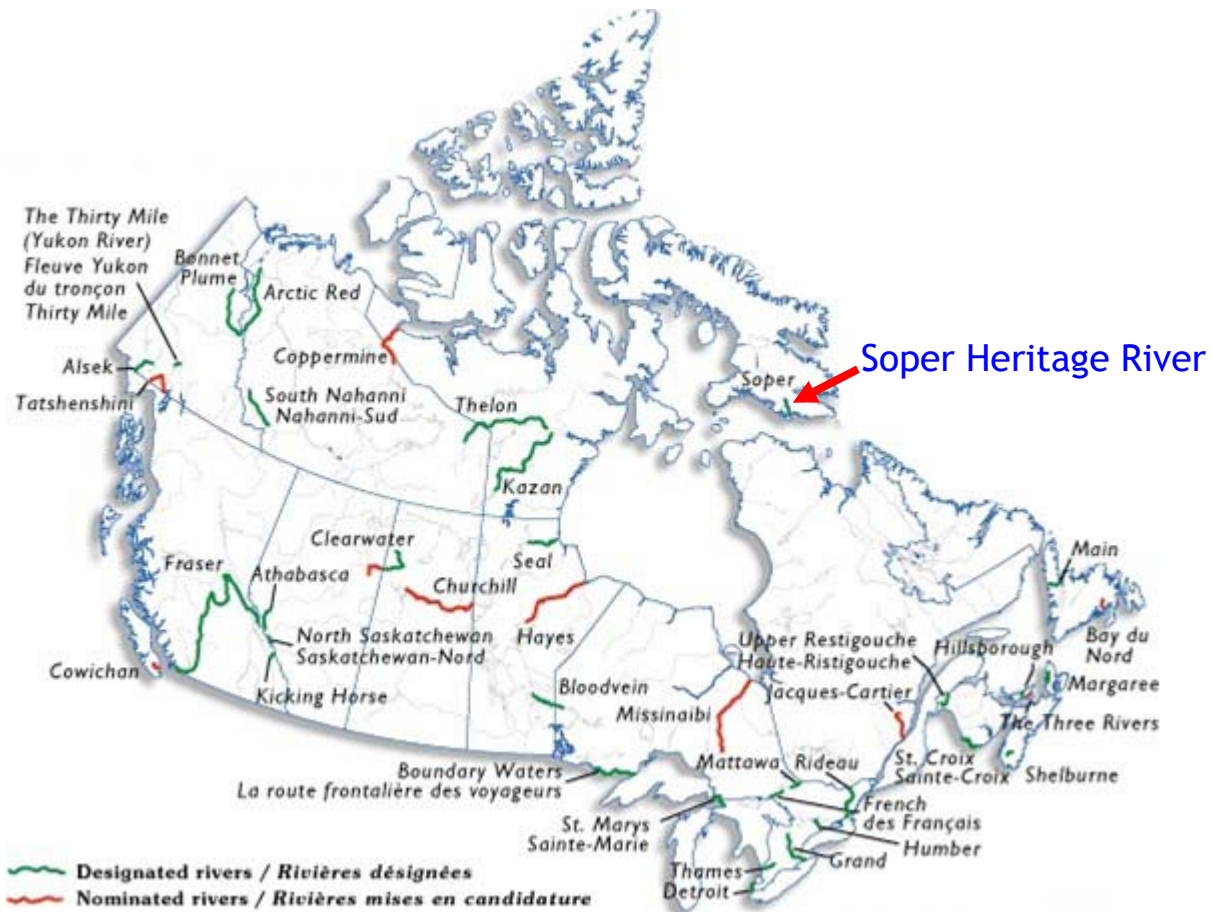 The Thirty Mile
(Yukon River)
Fleuve Yukon
du tronçon
Thirty Mile
Bonnet
Plume
Arctic Red
Alsek
Tatshenshini
Coppermine
South Nahanni
Nahanni-Sud
Thelon
Kazan
Soper
Soper Heritage River
Clearwater
Fraser
Athabasca
Churchill
Seal
Hayes
North Saskatchewan
Saskatchewan-Nord
Kicking Horse
Cowichan
Bloodvein
Missinaibi
Upper Restigouche
Haute-Ristigouche
Jacques-Cartier
Hillsborough
Main
Bay du
Nord
Margaree
The Three Rivers
St. Croix
Sainte-Croix
Shelburne
Boundary Waters
La route frontalière des voyageurs
Mattawa
Rideau
St. Marys
Sainte-Marie
French
des Français
Humber
Grand
Thames
Detroit
Designated rivers / Rivières désignées
Nominated rivers / Rivières mises en candidature